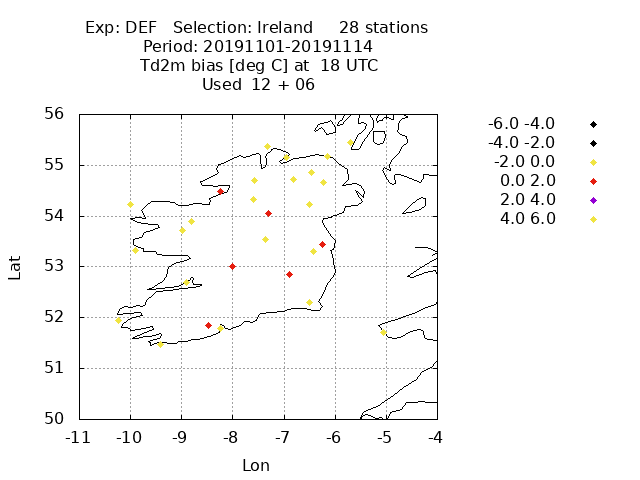 Exp: DEF   Selection: Ireland     28 stations
Period: 20191101-20191114
Td2m bias [deg C] at  18 UTC
Used  12 + 06
-6.0 -4.0
-4.0 -2.0
-2.0 0.0
0.0 2.0
2.0 4.0
4.0 6.0
56
55
54
53
52
51
50
Lat
-11 -10 -9 -8 -7 -6 -5 -4
Lon